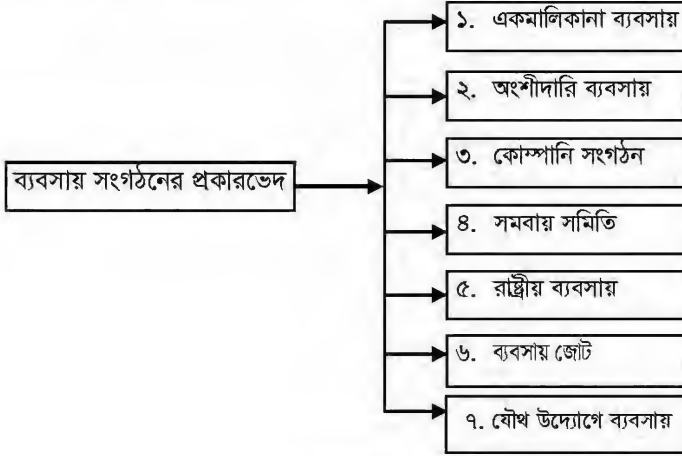 ব্যবসায় সংগঠনের প্রকারভেদ
১. একমালিকানা ব্যবসায়
২. অংশীদারি ব্যবসায়
৩. কোম্পানি সংগঠন
৪. সমবায় সমিতি
৫. রাষ্ট্রীয় ব্যবসায়
৬. ব্যবসায় জোট
৭. যৌথ উদ্যোগে ব্যবসায়